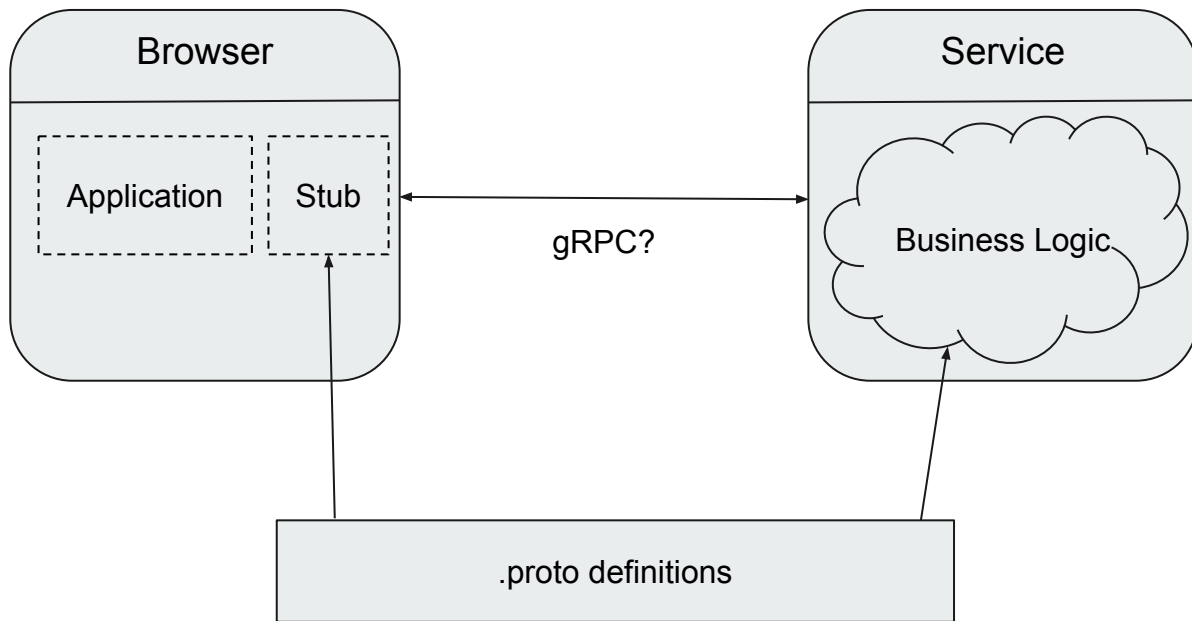 Browser
Service
Application
Stub
gRPC?
Business Logic
.proto definitions